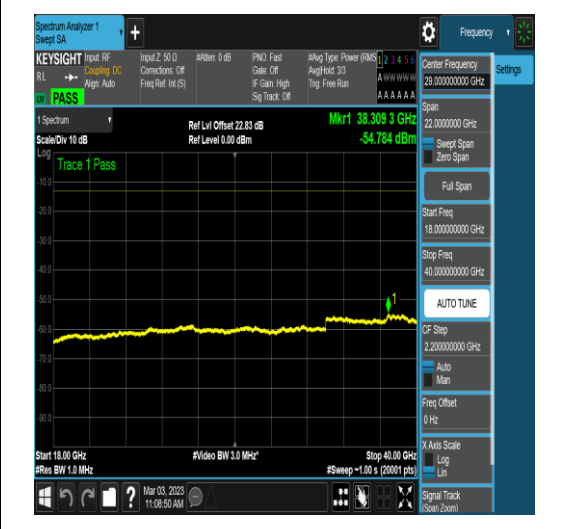 Spectrum Analyzer 1
Swept SA
Frequency
KEYSIGHT
Input: RF
Coupling: DC
Align: Auto
Input Z: 50 Ω
Corrections: Off
Freq Ref: Int (S)
#Atten: 0 dB
PNO: Fast
Gate: Off
IF Gain: High
Sig Track: Off
#Avg Type: Power (RMS
Avg|Hold: 3/3
Trig: Free Run
1 2 3 4 5 6
A W W W W W
A A A A A A
R L
PASS
Center Frequency
29.000000000 GHz
Settings
Span
22.0000000 GHz
Swept Span
Zero Span
Full Span
Start Freq
18.000000000 GHz
Stop Freq
40.000000000 GHz
AUTO TUNE
CF Step
2.200000000 GHz
Auto
Man
Freq Offset
0 Hz
X Axis Scale
Log
Lin
Signal Track
(Span Zoom)
1 Spectrum
Scale/Div 10 dB
Ref Lvl Offset 22.83 dB
Ref Level 0.00 dBm
Mkr1 38.309 3 GHz
-54.784 dBm
Log
Trace 1 Pass
-10.0
-20.0
-30.0
-40.0
-50.0
-60.0
-70.0
-80.0
-90.0
1
Start 18.00 GHz
#Res BW 1.0 MHz
#Video BW 3.0 MHz*
Stop 40.00 GHz
#Sweep ~1.00 s (20001 pts)
?
Mar 03, 2023
11:08:50 AM